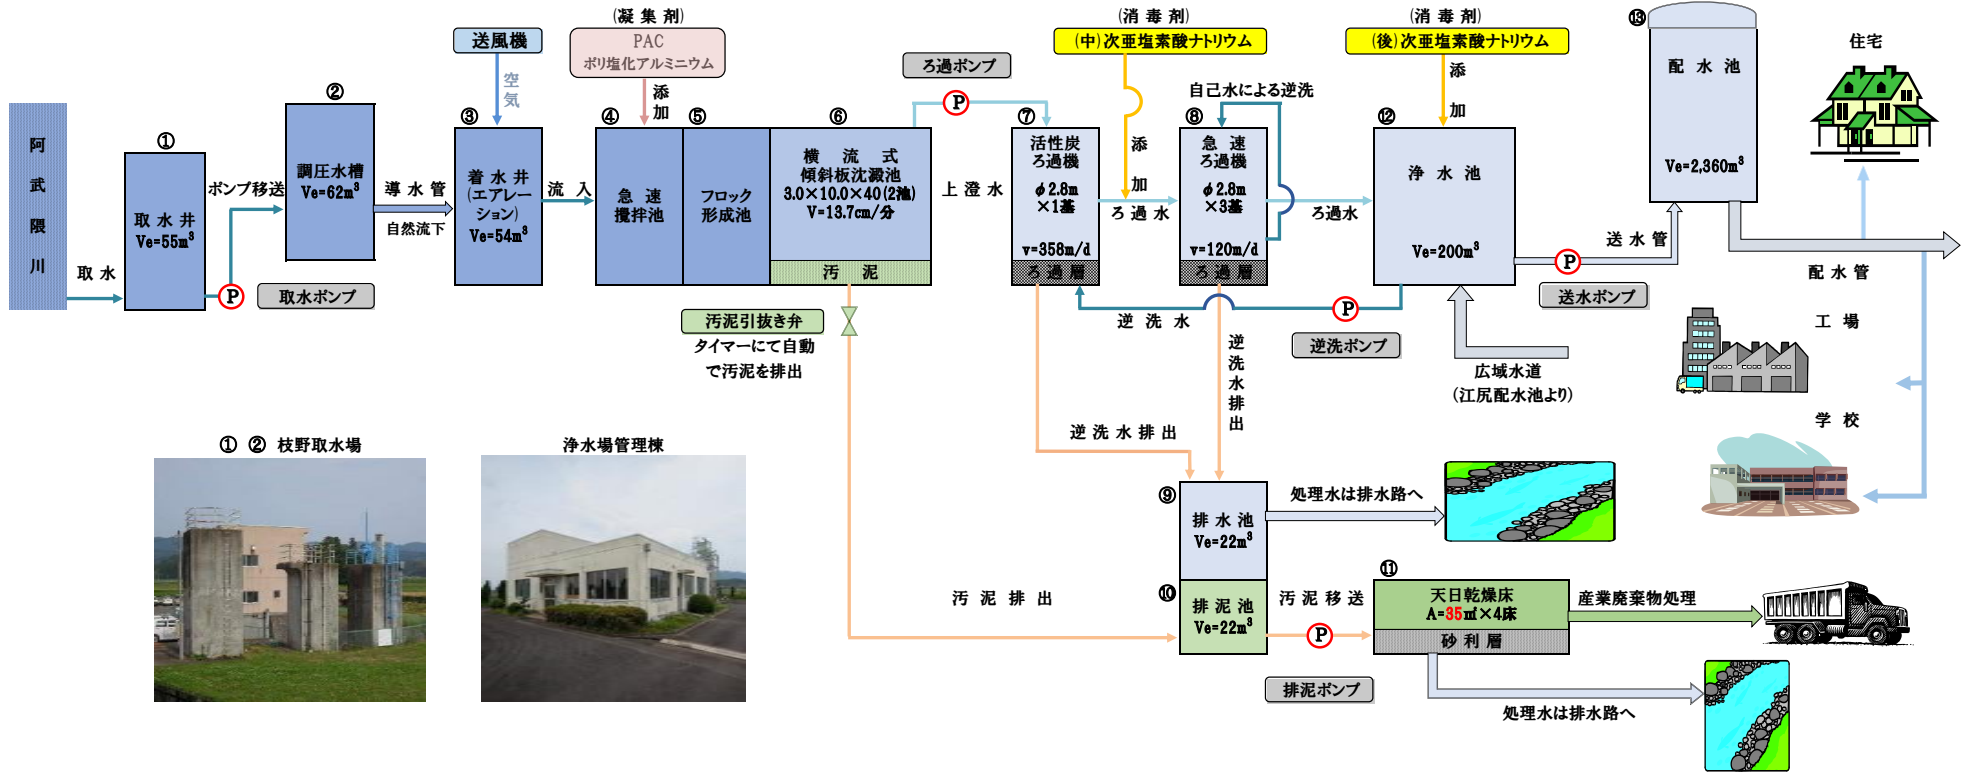 (凝集剤)
(消毒剤)
(消毒剤)
送風機
PAC
ポリ塩化アルミニウム
ろ過ポンプ
(中)次亜塩素酸ナトリウム
(後)次亜塩素酸ナトリウム
⑬
配水池
Ve=2,360m³
住宅
阿武隈川
取水
①
取水井
Ve=55m³
P
取水ポンプ
ポンプ移送
②
調圧水槽
Ve=62m³
導水管
自然流下
空気
③
着水井
(エアレー
ション)
Ve=54m³
流入
添加
④
急速
攪拌池
⑤
フロック
形成池
⑥
横流式
傾斜板沈澱池
3.0×10.0×40(2池)
V=13.7cm/分
汚泥
上澄水
P
⑦
活性炭
ろ過機
φ2.8m
×1基
v=358m/d
ろ過層
添加
ろ過水
自己水による逆洗
⑧
急速
ろ過機
φ2.8m
×3基
v=120m/d
ろ過層
ろ過水
添加
⑫
浄水池
Ve=200m³
P
送水管
送水ポンプ
配水管
工場
学校
汚泥引抜き弁
タイマーにて自動
で汚泥を排出
逆洗水
P
逆洗ポンプ
広域水道
(江尻配水池より)
逆洗水排出
逆洗水排出
① ② 枝野取水場
浄水場管理棟
⑨
排水池
Ve=22m³
処理水は排水路へ
⑩
排泥池
Ve=22m³
汚泥排出
汚泥移送
P
排泥ポンプ
⑪
天日乾燥床
A=35㎡×4床
砂利層
産業廃棄物処理
処理水は排水路へ